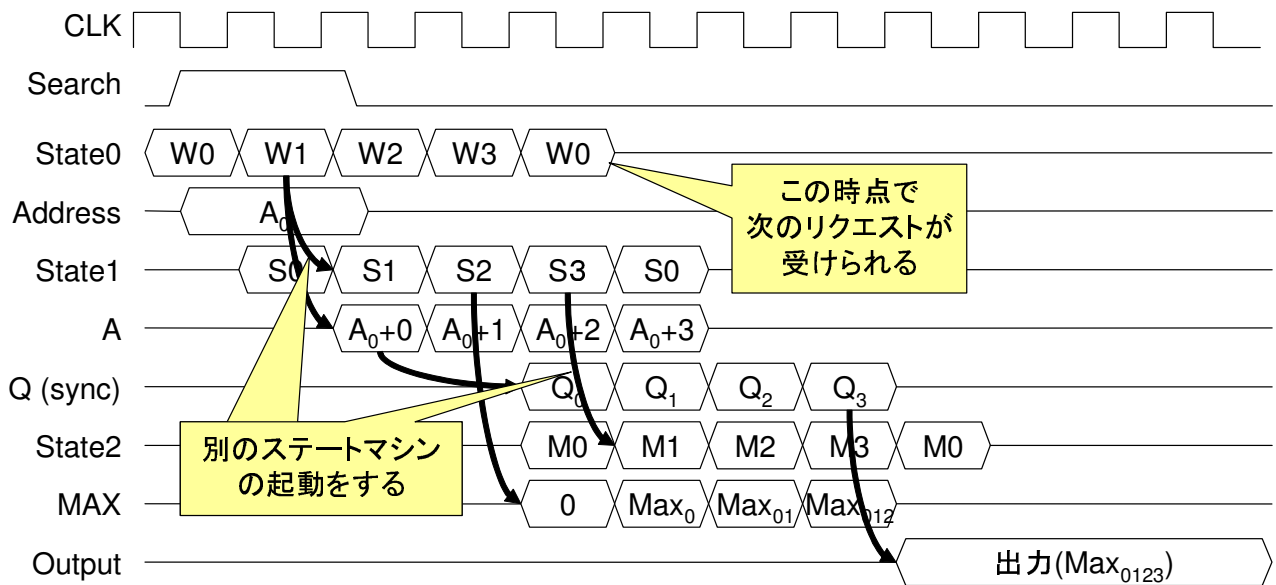 CLK
Search
State0 W0 W1 W2 W3 W0
この時点で
次のリクエストが
受けられる
Address A0
State1 S0 S1 S2 S3 S0
A A0+0 A0+1 A0+2 A0+3
Q (sync) Q0 Q1 Q2 Q3
別のステートマシン
の起動をする
State2 M0 M1 M2 M3 M0
MAX 0 Max0 Max01 Max012
Output 出力(Max0123)